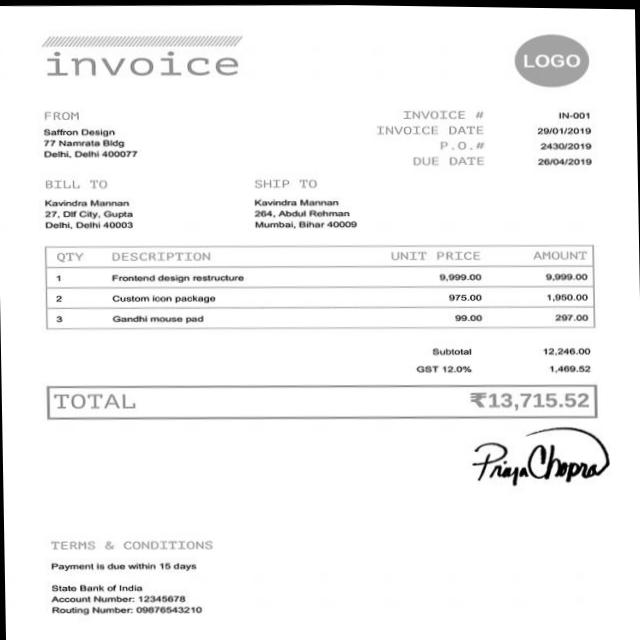 invoice
LOGO
FROM
Saffron Design
77 Namrata Bldg
Delhi, Delhi 400077
INVOICE # IN-001
INVOICE DATE 29/01/2019
P.O.# 2430/2019
DUE DATE 26/04/2019
BILL TO
Kavindra Mannan
27, Dlf City, Gupta
Delhi, Delhi 40003
SHIP TO
Kavindra Mannan
264, Abdul Rehman
Mumbai, Bihar 40009
QTY DESCRIPTION UNIT PRICE AMOUNT
1 Frontend design restructure 9,999.00 9,999.00
2 Custom icon package 975.00 1,950.00
3 Gandhi mouse pad 99.00 297.00
Subtotal 12,246.00
GST 12.0% 1,469.52
TOTAL ₹13,715.52
Priya Chopra
TERMS & CONDITIONS
Payment is due within 15 days
State Bank of India
Account Number: 12345678
Routing Number: 09876543210